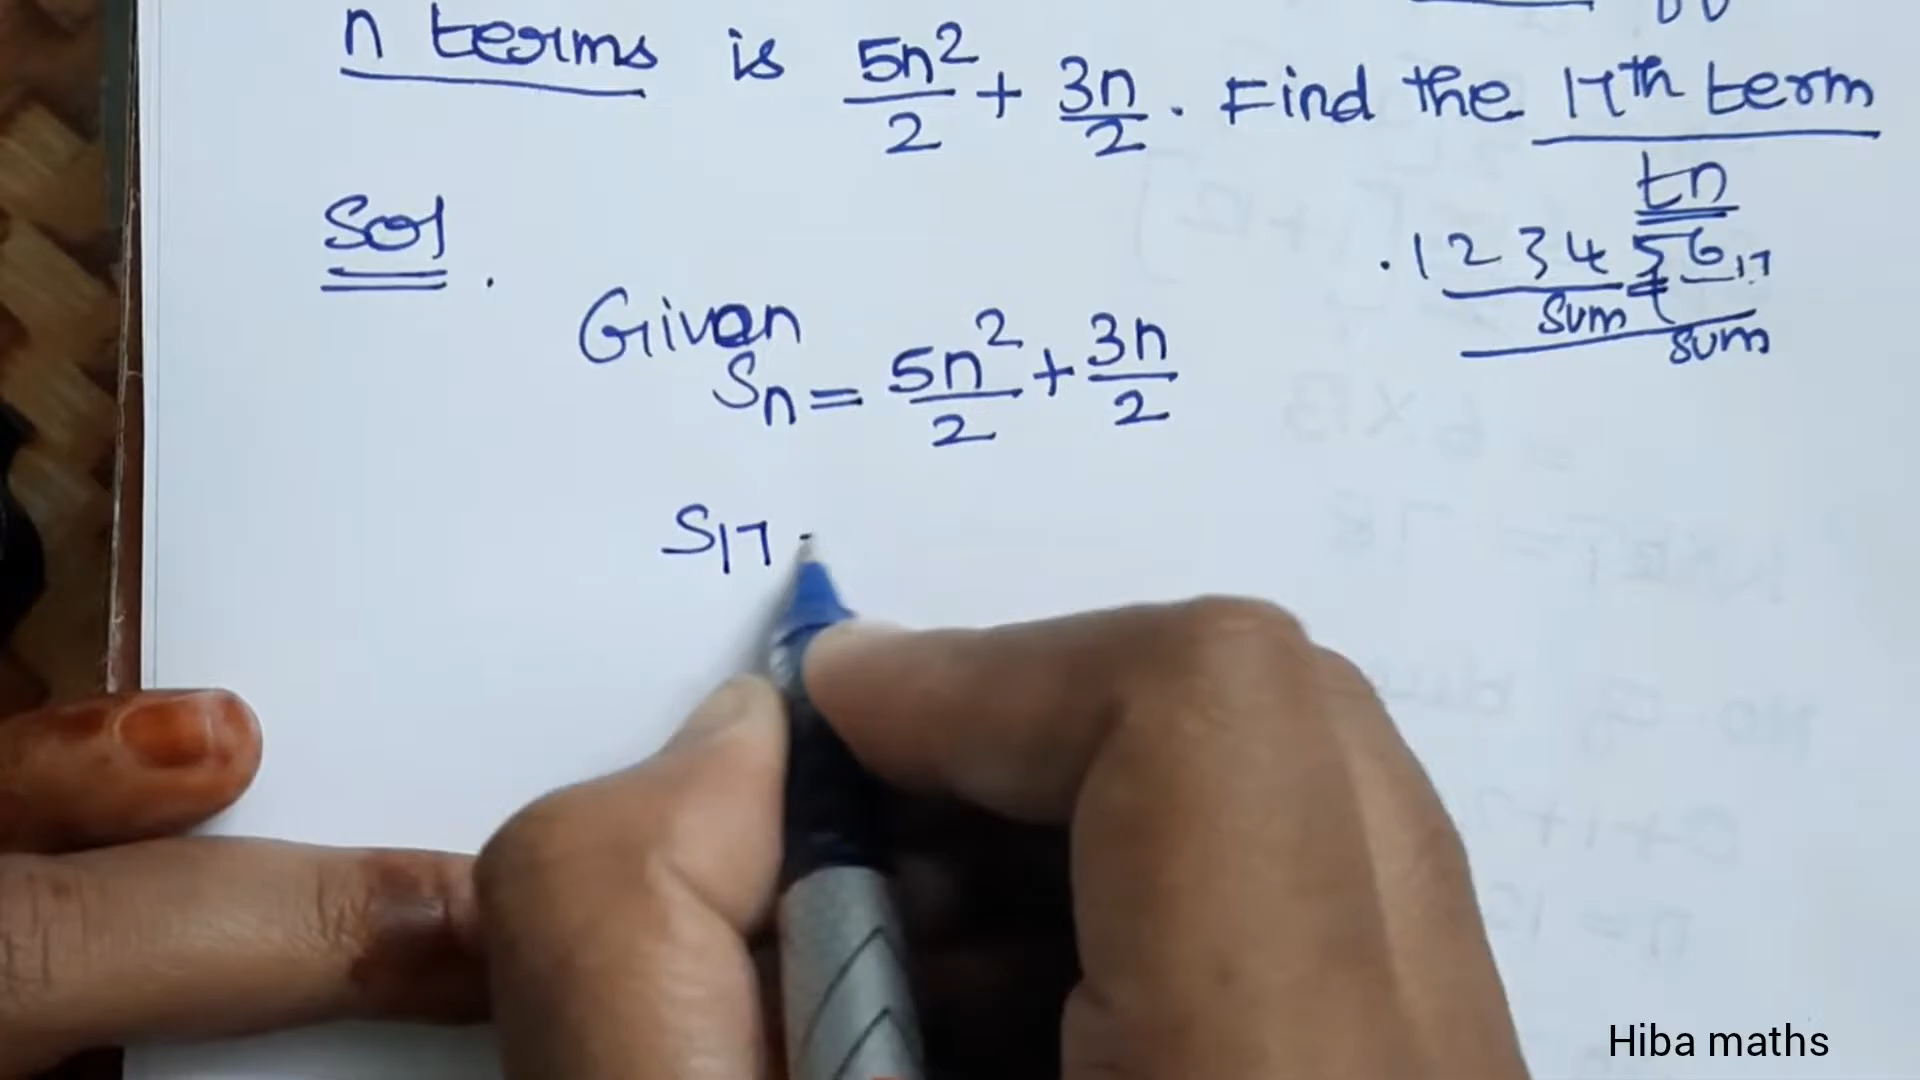 n terms is 5n²/2 + 3n/2. Find the 17th term
tn
Sol.
. 1 2 3 4 5 6 17
sum
sum
Given
Sn = 5n²/2 + 3n/2
S17
Hiba maths